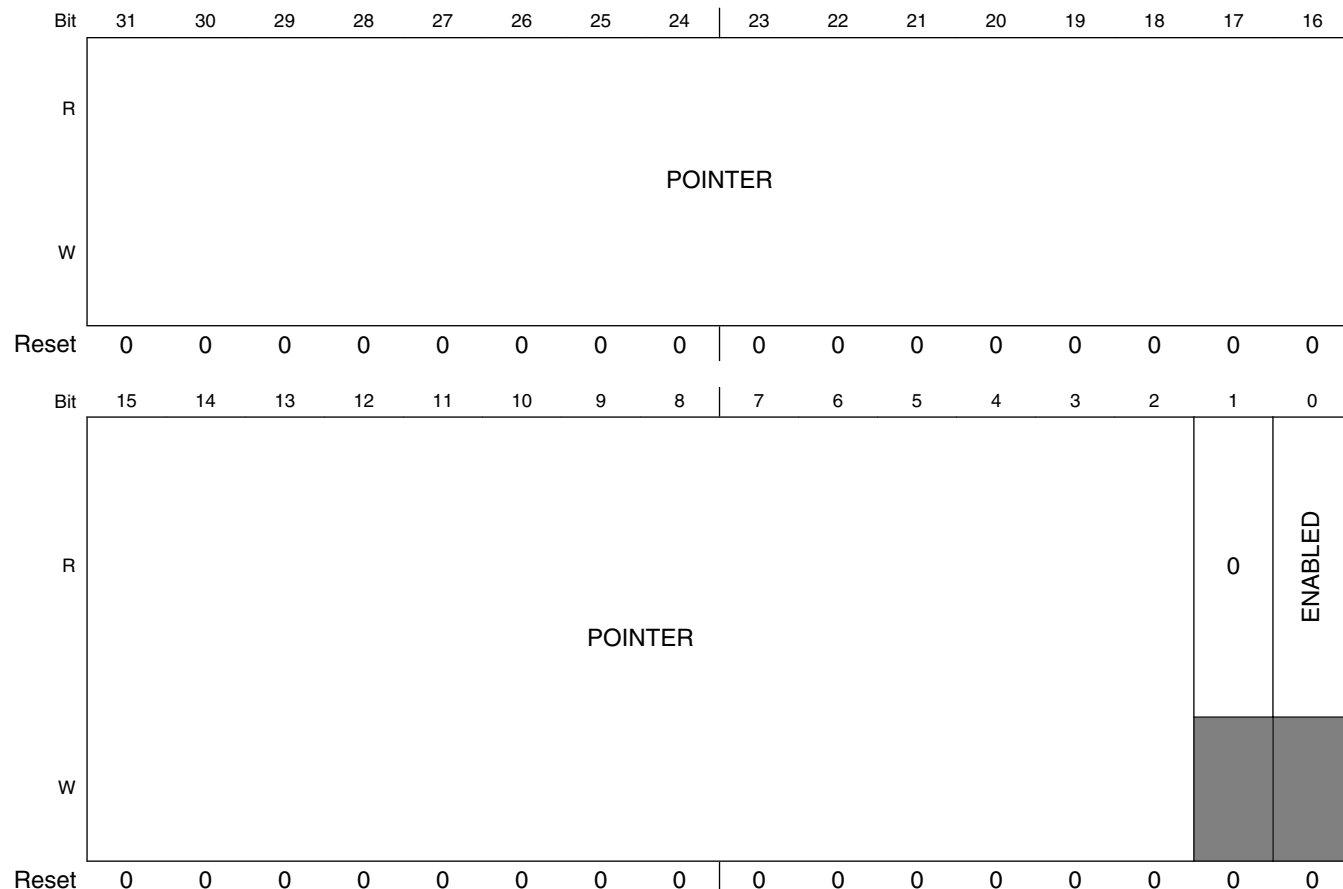 Bit 31 30 29 28 27 26 25 24 23 22 21 20 19 18 17 16
R
POINTER
W
Reset 0 0 0 0 0 0 0 0 0 0 0 0 0 0 0 0
Bit 15 14 13 12 11 10 9 8 7 6 5 4 3 2 1 0
R 0 ENABLED
POINTER
W
Reset 0 0 0 0 0 0 0 0 0 0 0 0 0 0 0 0